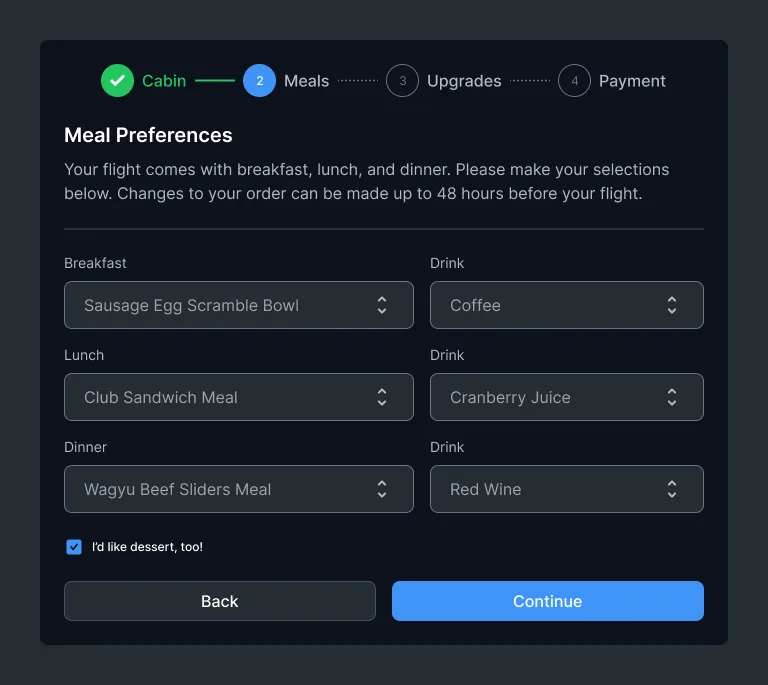 Cabin 2 Meals 3 Upgrades 4 Payment
Meal Preferences
Your flight comes with breakfast, lunch, and dinner. Please make your selections
below. Changes to your order can be made up to 48 hours before your flight.
Breakfast Drink
Sausage Egg Scramble Bowl Coffee
Lunch Drink
Club Sandwich Meal Cranberry Juice
Dinner Drink
Wagyu Beef Sliders Meal Red Wine
I'd like dessert, too!
Back Continue